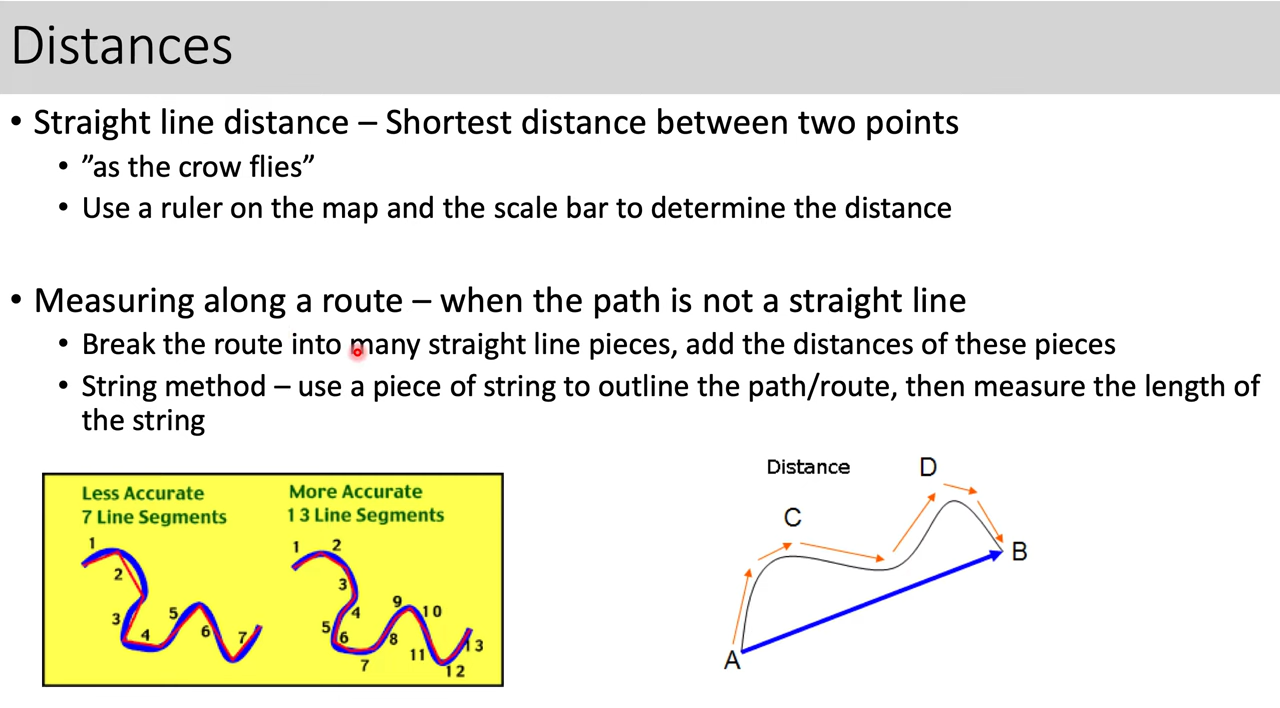 Distances
• Straight line distance – Shortest distance between two points
• ”as the crow flies”
• Use a ruler on the map and the scale bar to determine the distance
• Measuring along a route – when the path is not a straight line
• Break the route into many straight line pieces, add the distances of these pieces
• String method – use a piece of string to outline the path/route, then measure the length of
the string
Less Accurate
7 Line Segments
1
2
3
4
5
6
7
More Accurate
13 Line Segments
1
2
3
4
5
6
7
8
9
10
11
12
13
Distance
D
C
B
A